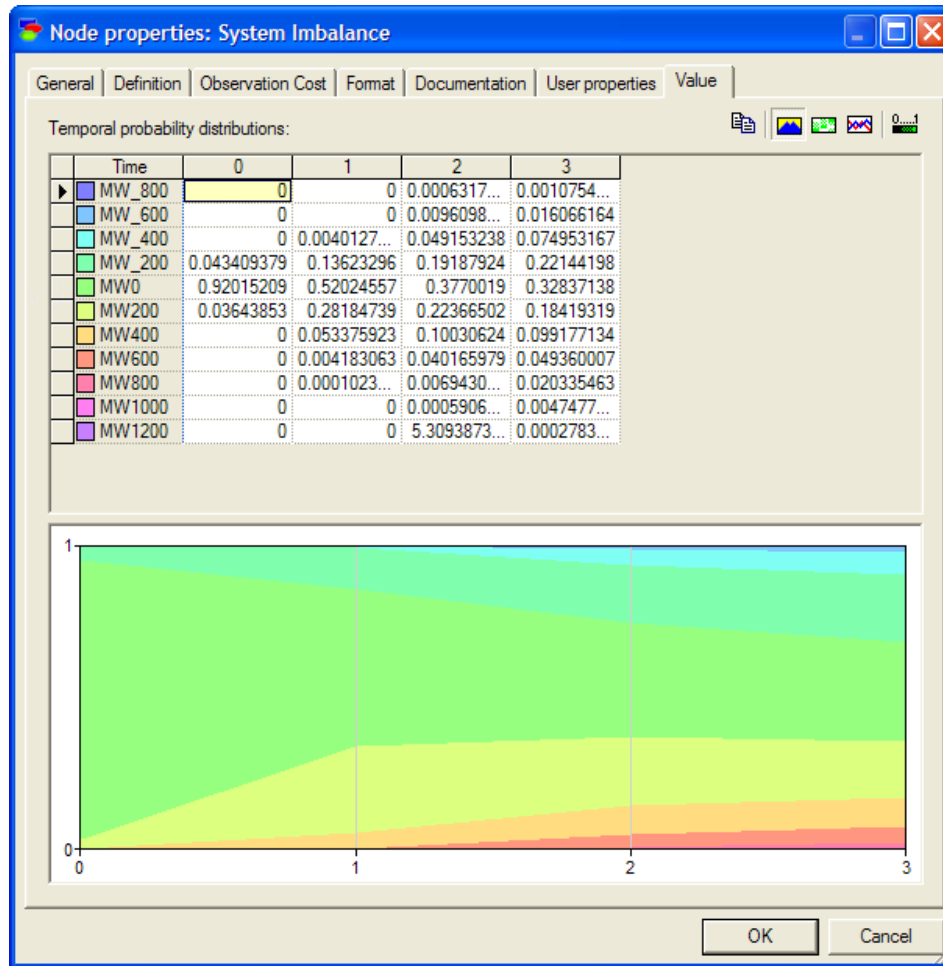 Node properties: System Imbalance
General Definition Observation Cost Format Documentation User properties Value
Temporal probability distributions:
0....1
Time 0 1 2 3
MW_800 0 0 0.0006317... 0.0010754...
MW_600 0 0 0.0096098... 0.016066164
MW_400 0 0.0040127... 0.049153238 0.074953167
MW_200 0.043409379 0.13623296 0.19187924 0.22144198
MW0 0.92015209 0.52024557 0.3770019 0.32837138
MW200 0.03643853 0.28184739 0.22366502 0.18419319
MW400 0 0.053375923 0.10030624 0.099177134
MW600 0 0.004183063 0.040165979 0.049360007
MW800 0 0.0001023... 0.0069430... 0.020335463
MW1000 0 0 0.0005906... 0.0047477...
MW1200 0 0 5.3093873... 0.0002783...
1
0
0 1 2 3
OK Cancel